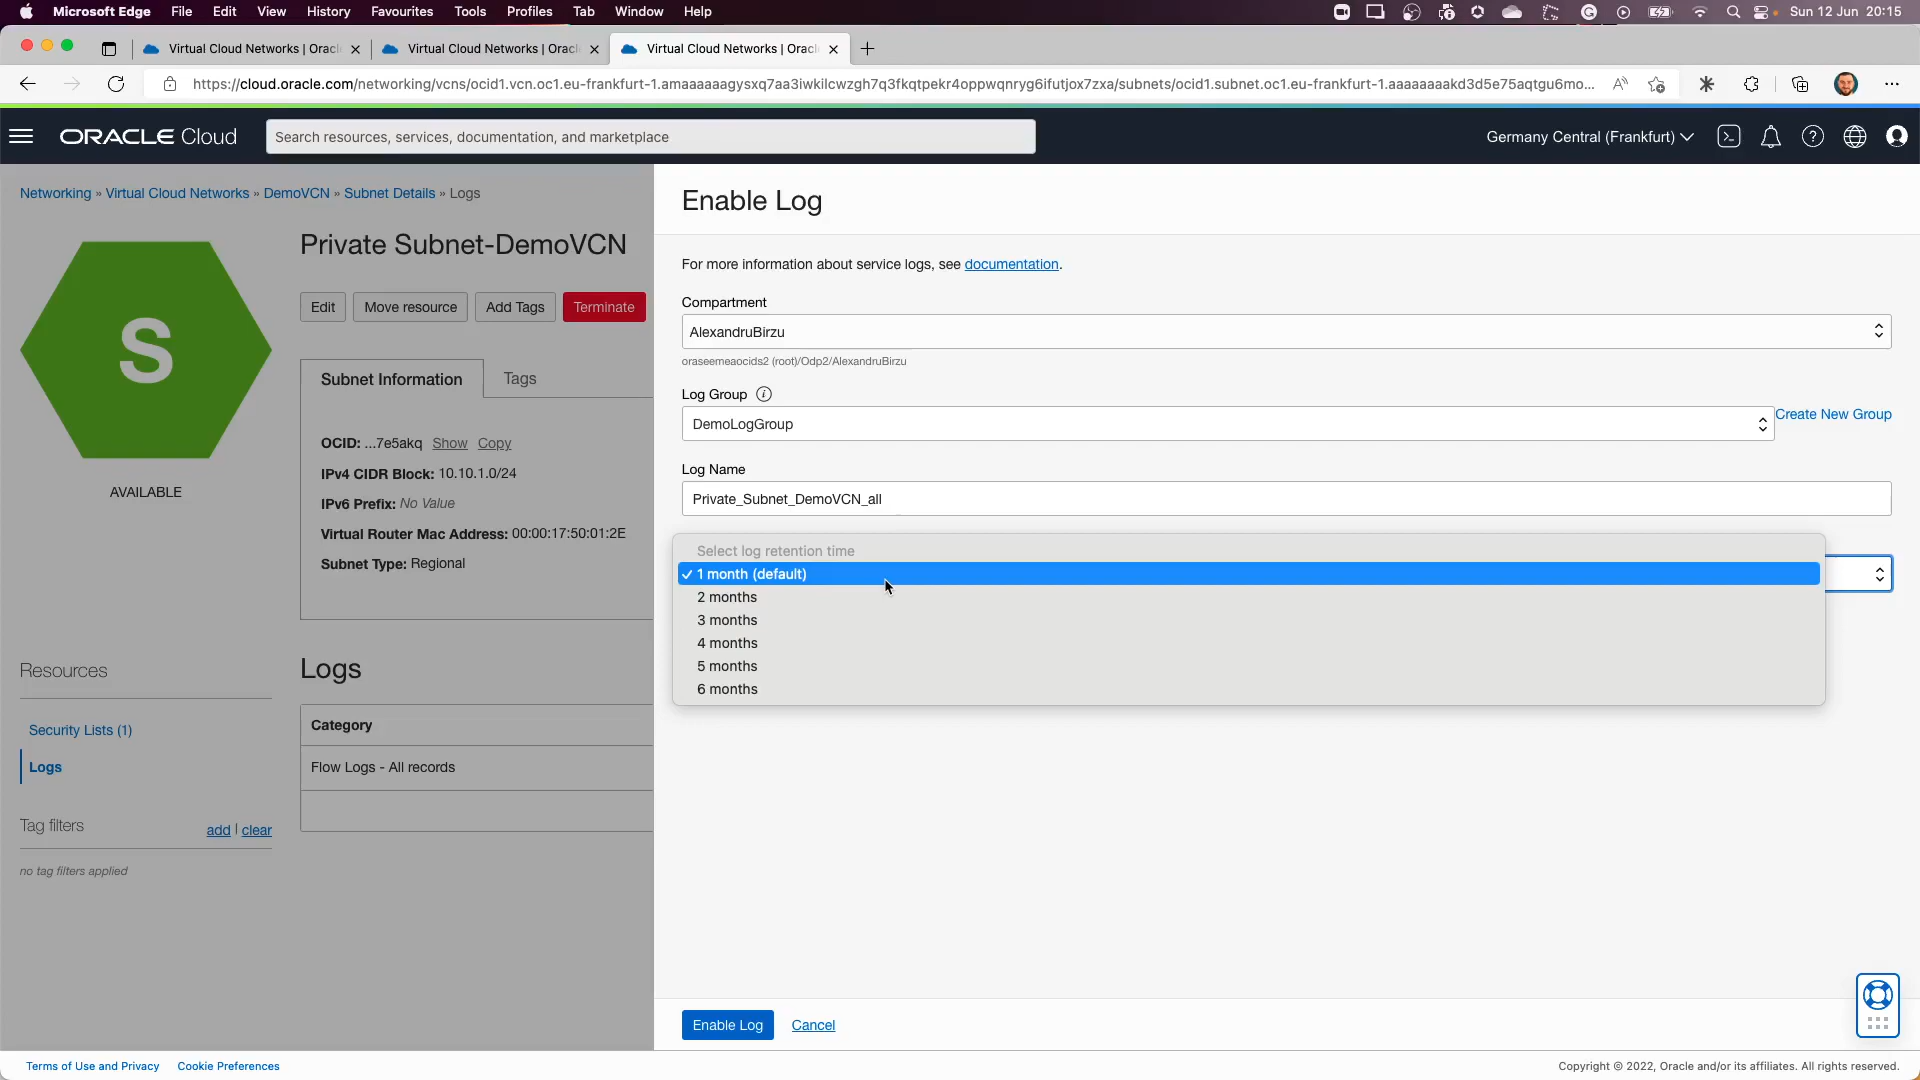 Microsoft Edge File Edit View History Favourites Tools Profiles Tab Window Help Sun 12 Jun 20:15
Virtual Cloud Networks | Oracl
Virtual Cloud Networks | Oracl
Virtual Cloud Networks | Oracl
https://cloud.oracle.com/networking/vcns/ocid1.vcn.oc1.eu-frankfurt-1.amaaaaaagysxq7aa3iwkilcwzgh7q3fkqtpekr4oppwqnryg6ifutjox7zxa/subnets/ocid1.subnet.oc1.eu-frankfurt-1.aaaaaaaakd3d5e75aqtgu6mo...
ORACLE Cloud
Search resources, services, documentation, and marketplace
Germany Central (Frankfurt)
Networking » Virtual Cloud Networks » DemoVCN » Subnet Details » Logs
S
AVAILABLE
Private Subnet-DemoVCN
Edit Move resource Add Tags Terminate
Subnet Information Tags
OCID: ...7e5akq Show Copy
IPv4 CIDR Block: 10.10.1.0/24
IPv6 Prefix: No Value
Virtual Router Mac Address: 00:00:17:50:01:2E
Subnet Type: Regional
Resources
Security Lists (1)
Logs
Tag filters add | clear
no tag filters applied
Logs
Category
Flow Logs - All records
Enable Log
For more information about service logs, see documentation.
Compartment
AlexandruBirzu
oraseemeaocids2 (root)/Odp2/AlexandruBirzu
Log Group
DemoLogGroup
Create New Group
Log Name
Private_Subnet_DemoVCN_all
Select log retention time
✓ 1 month (default)
2 months
3 months
4 months
5 months
6 months
Enable Log Cancel
Terms of Use and Privacy Cookie Preferences
Copyright © 2022, Oracle and/or its affiliates. All rights reserved.